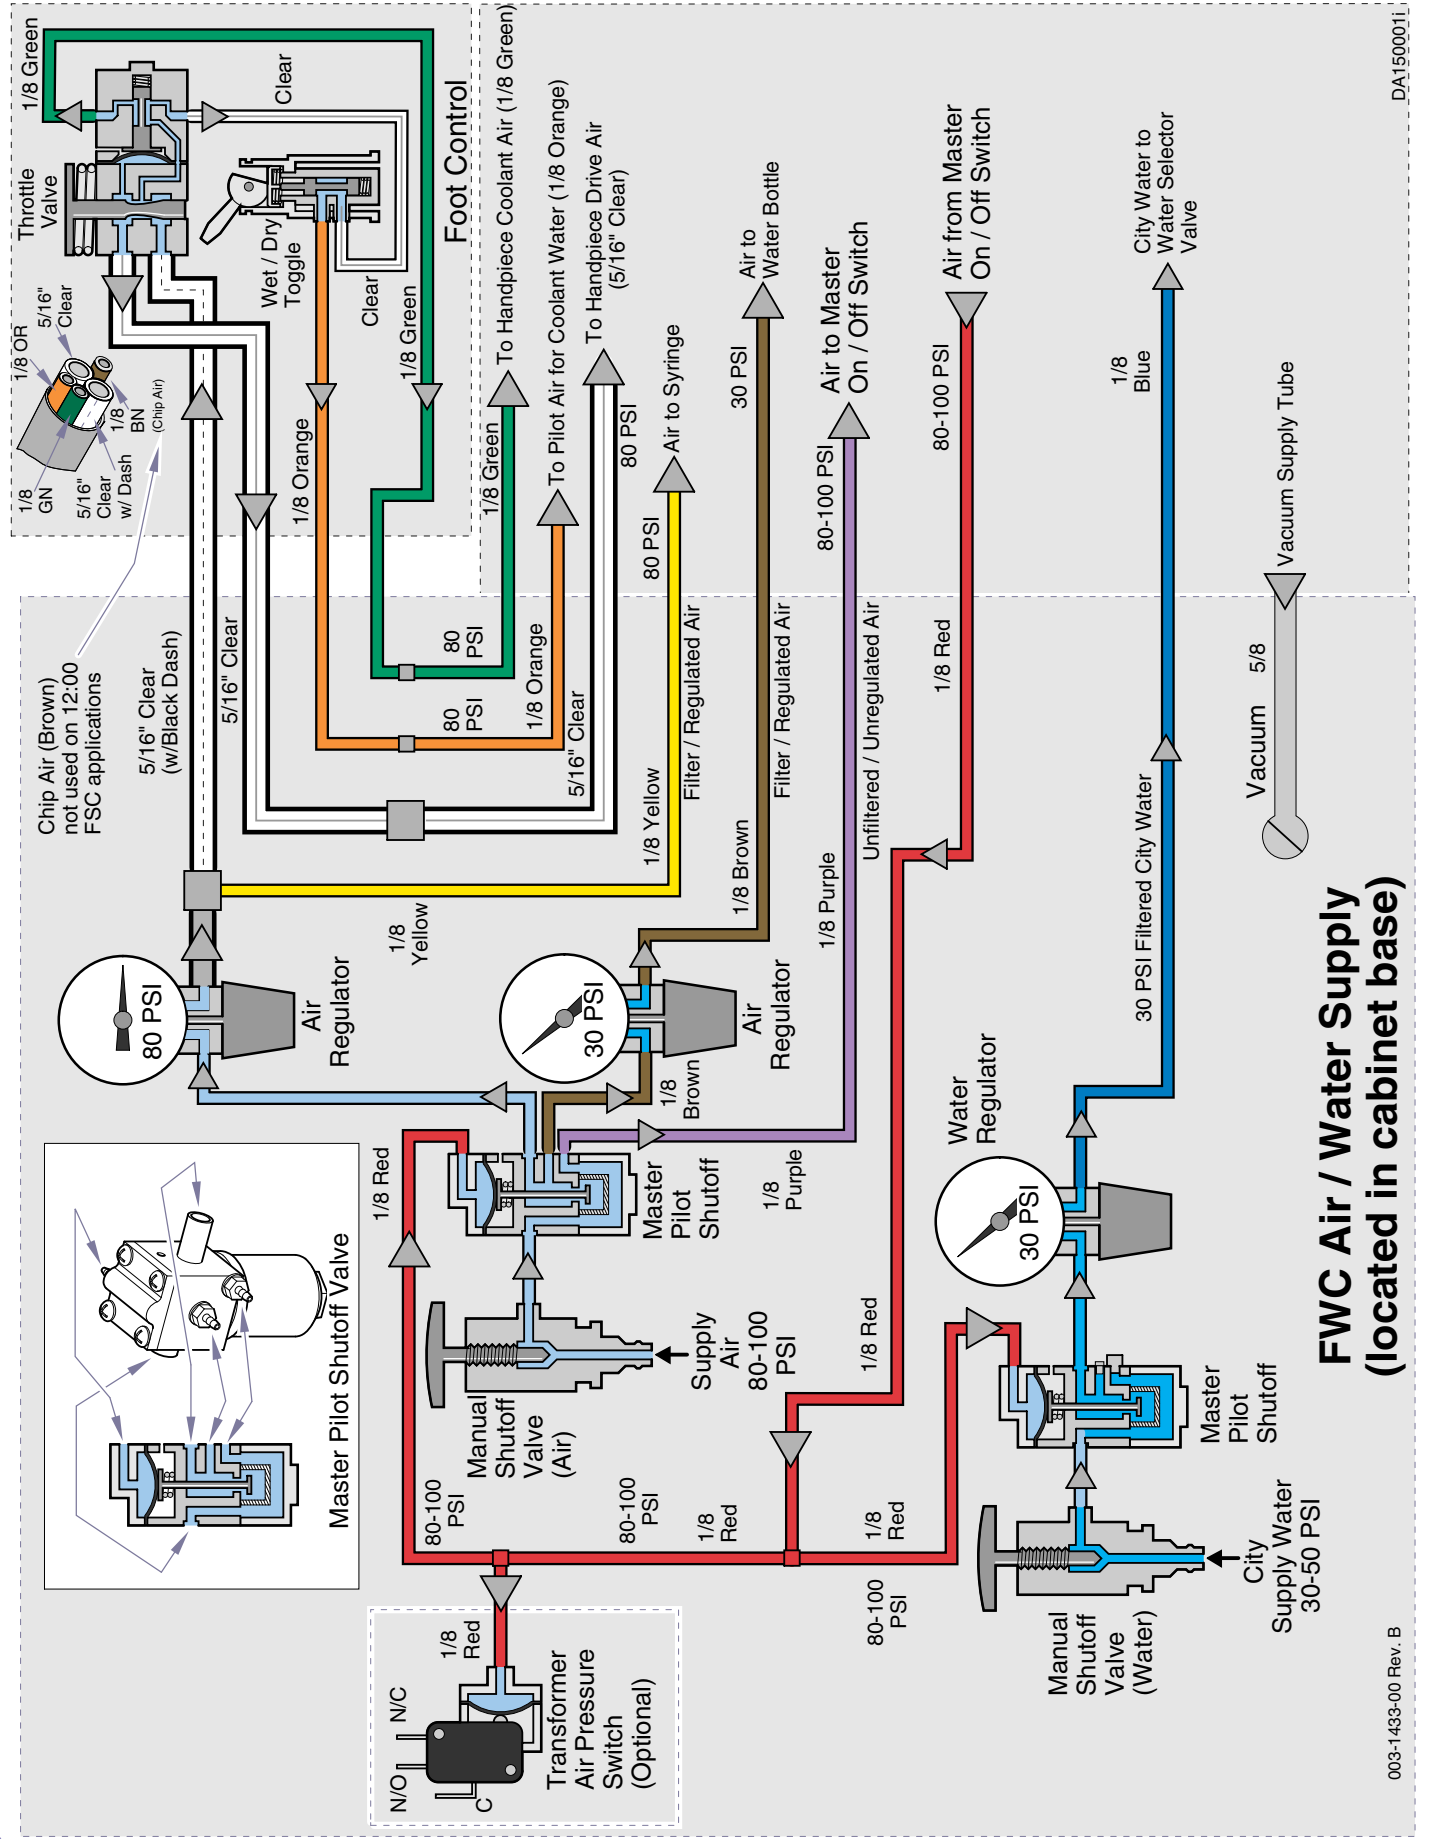 1/8 Green
Throttle
Valve
Clear
1/8 OR
5/16"
Clear
1/8
BN
(Chip Air)
1/8
GN
5/16"
Clear
w/ Dash
Wet / Dry
Toggle
Clear
1/8 Green
1/8 Orange
Foot Control
Chip Air (Brown)
not used on 12:00
FSC applications
5/16" Clear
(w/Black Dash)
5/16" Clear
80
PSI
80
PSI
1/8 Green
To Handpiece Coolant Air (1/8 Green)
1/8 Orange
To Pilot Air for Coolant Water (1/8 Orange)
5/16" Clear
80 PSI
To Handpiece Drive Air
(5/16" Clear)
1/8
Yellow
1/8 Yellow
Filter / Regulated Air
80 PSI
Air to Syringe
1/8 Brown
Filter / Regulated Air
30 PSI
Air to
Water Bottle
1/8 Purple
Unfiltered / Unregulated Air
80-100 PSI
Air to Master
On / Off Switch
1/8 Red
80-100 PSI
Air from Master
On / Off Switch
30 PSI Filtered City Water
1/8
Blue
City Water to
Water Selector
Valve
Vacuum
5/8
Vacuum Supply Tube
DA150001i
80 PSI
Air
Regulator
30 PSI
Air
Regulator
1/8
Brown
Master Pilot Shutoff Valve
1/8 Red
Master
Pilot
Shutoff
1/8
Purple
Manual
Shutoff
Valve
(Air)
Supply
Air
80-100
PSI
Water
Regulator
30 PSI
1/8 Red
80-100
PSI
80-100
PSI
1/8
Red
1/8
Red
80-100
PSI
Master
Pilot
Shutoff
Manual
Shutoff
Valve
(Water)
City
Supply Water
30-50 PSI
1/8
Red
N/O
N/C
C
Transformer
Air Pressure
Switch
(Optional)
FWC Air / Water Supply
(located in cabinet base)
003-1433-00 Rev. B